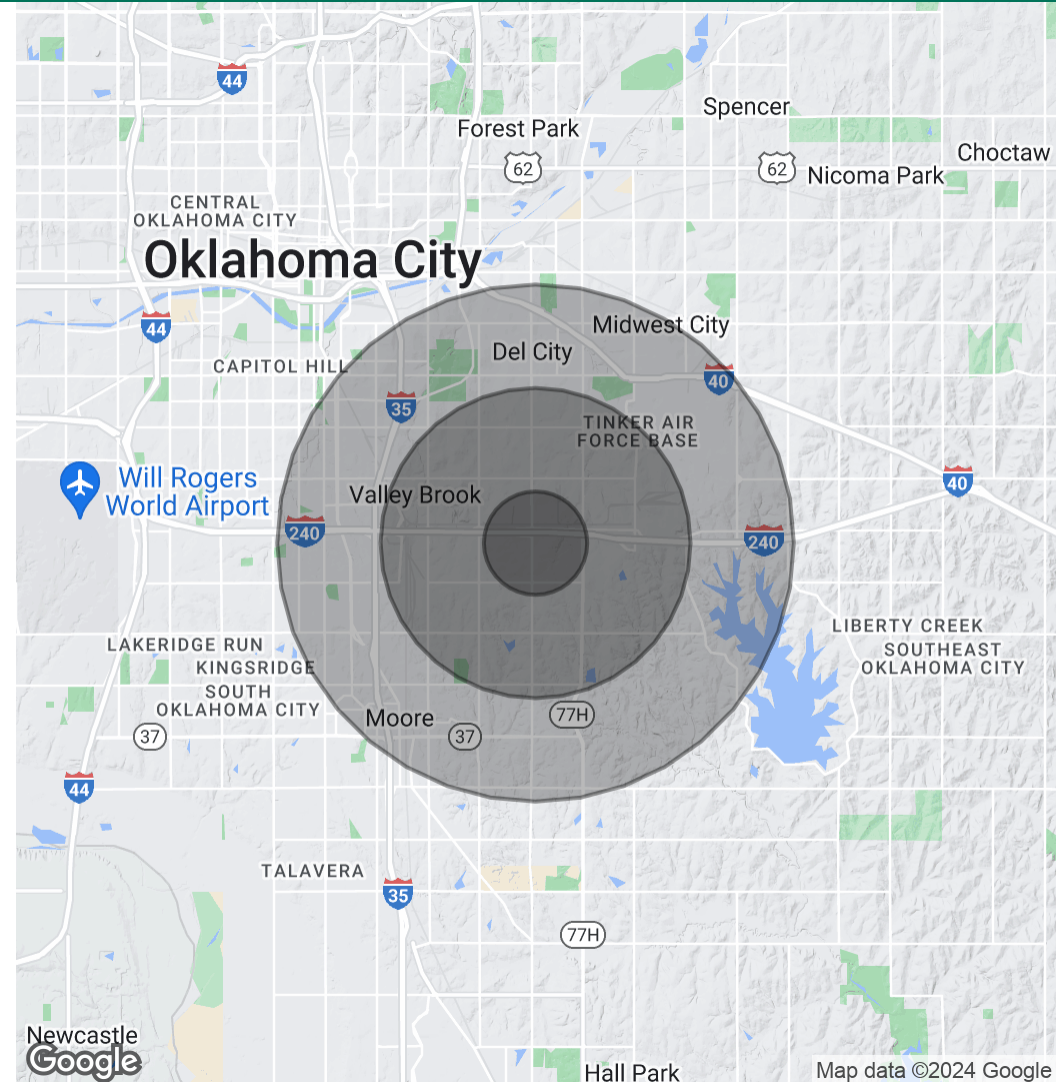 44
Spencer
Forest Park
62
62
Choctaw
Nicoma Park
CENTRAL
OKLAHOMA CITY
Oklahoma City
44
Midwest City
Del City
CAPITOL HILL
40
35
TINKER AIR
FORCE BASE
Will Rogers
World Airport
Valley Brook
40
240
240
LIBERTY CREEK
LAKERIDGE RUN
SOUTHEAST
OKLAHOMA CITY
KINGSRIDGE
SOUTH
OKLAHOMA CITY
Moore
77H
37
37
44
TALAVERA
35
77H
Newcastle
Google
Hall Park
Map data ©2024 Google